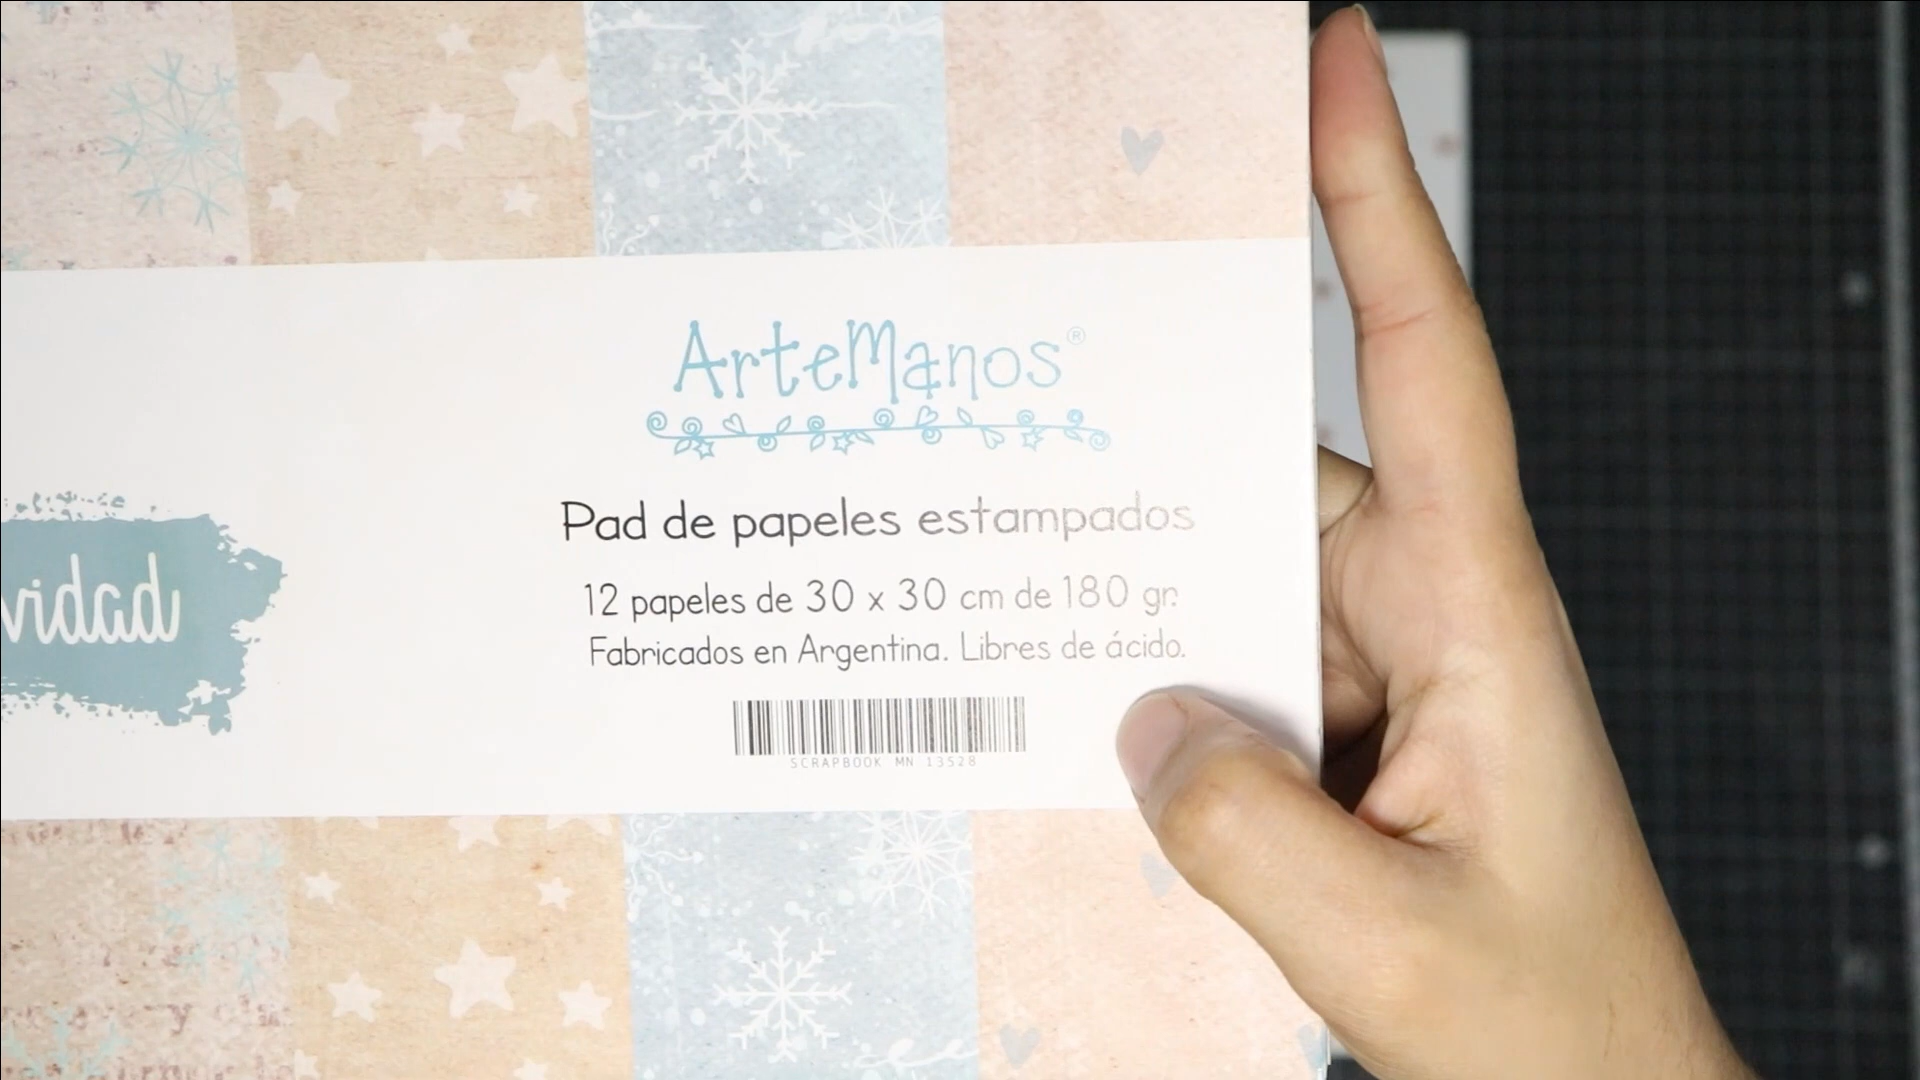 ArteManos®
Pad de papeles estampados
vidad
12 papeles de 30 x 30 cm de 180 gr.
Fabricados en Argentina. Libres de ácido.
SCRAPBOOK MN 13528